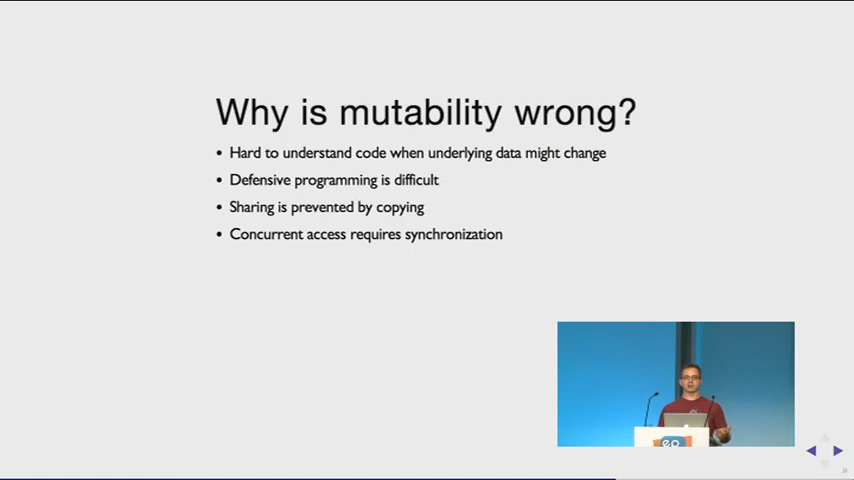 Why is mutability wrong?
• Hard to understand code when underlying data might change
• Defensive programming is difficult
• Sharing is prevented by copying
• Concurrent access requires synchronization
ep